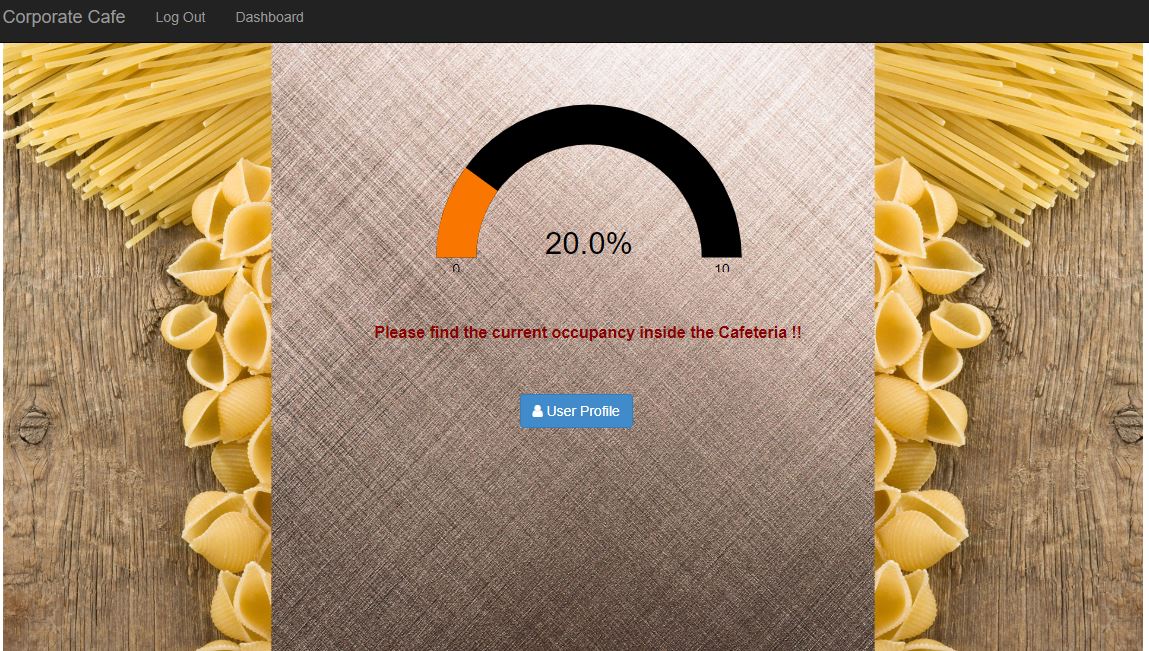 Corporate Cafe Log Out Dashboard
20.0%
0 10
Please find the current occupancy inside the Cafeteria !!
User Profile